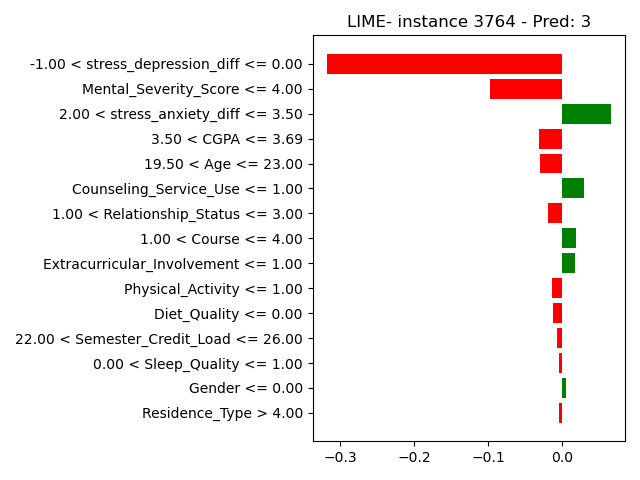 LIME- instance 3764 - Pred: 3
-1.00 < stress_depression_diff <= 0.00
Mental_Severity_Score <= 4.00
2.00 < stress_anxiety_diff <= 3.50
3.50 < CGPA <= 3.69
19.50 < Age <= 23.00
Counseling_Service_Use <= 1.00
1.00 < Relationship_Status <= 3.00
1.00 < Course <= 4.00
Extracurricular_Involvement <= 1.00
Physical_Activity <= 1.00
Diet_Quality <= 0.00
22.00 < Semester_Credit_Load <= 26.00
0.00 < Sleep_Quality <= 1.00
Gender <= 0.00
Residence_Type > 4.00
−0.3 −0.2 −0.1 0.0